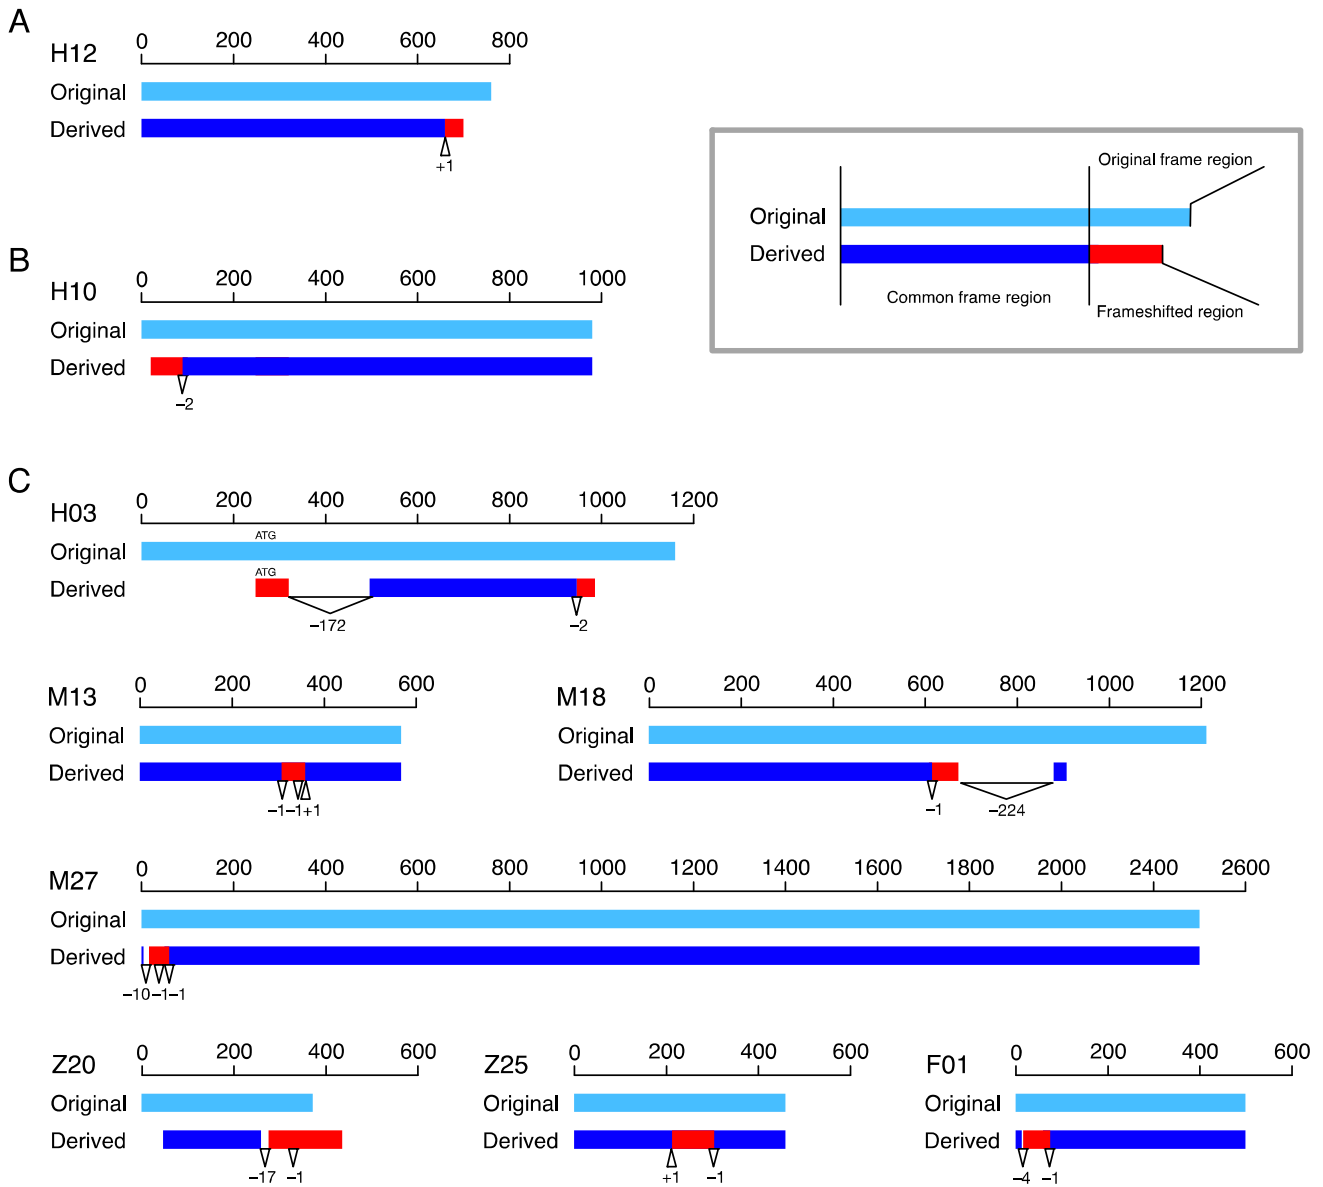 A
H12
0 200 400 600 800
Original
Derived
+1
Original frame region
Original
Derived
Common frame region
Frameshifted region
B
H10
0 200 400 600 800 1000
Original
Derived
−2
C
H03
0 200 400 600 800 1000 1200
ATG
Original
ATG
Derived
−172
−2
M13
0 200 400 600
Original
Derived
−1 −1 +1
M18
0 200 400 600 800 1000 1200
Original
Derived
−1
−224
M27
0 200 400 600 800 1000 1200 1400 1600 1800 2000 2400 2600
Original
Derived
−10 −1 −1
Z20
0 200 400 600
Original
Derived
−17 −1
Z25
0 200 400 600
Original
Derived
+1 −1
F01
0 200 400 600
Original
Derived
−4 −1